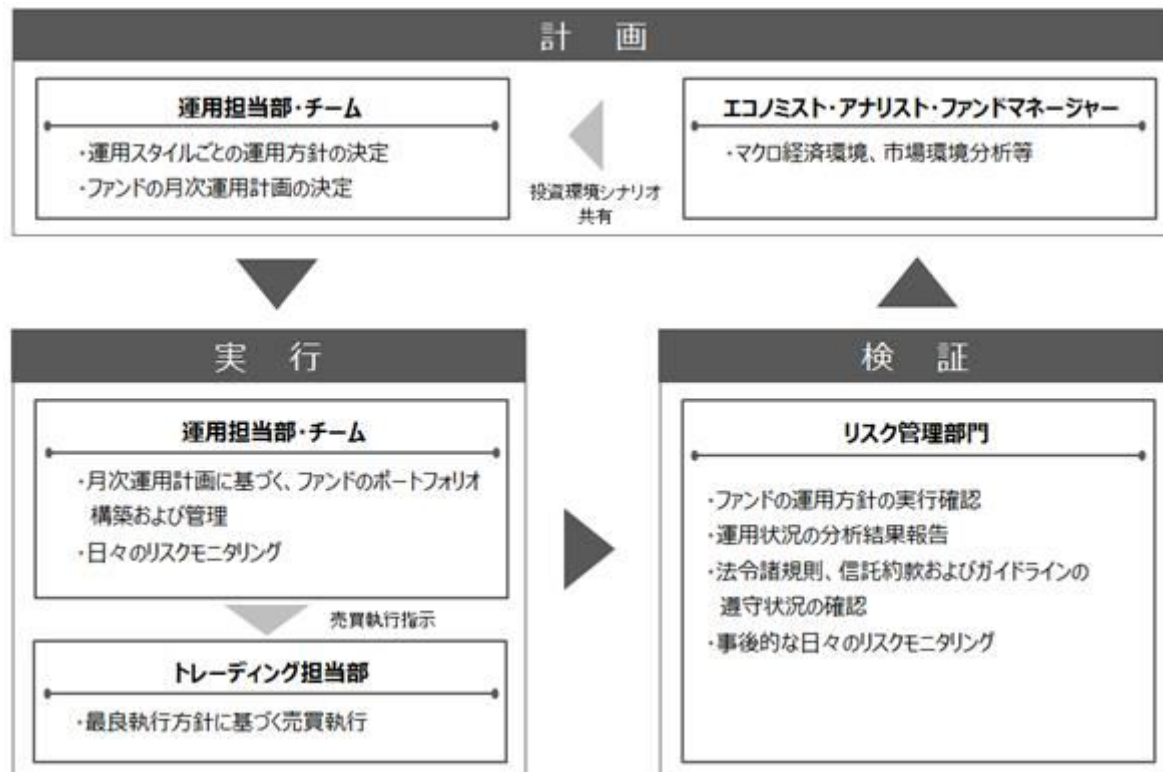 計 画
運用担当部・チーム
・運用スタイルごとの運用方針の決定
・ファンドの月次運用計画の決定
投資環境シナリオ
共有
エコノミスト・アナリスト・ファンドマネージャー
・マクロ経済環境、市場環境分析等
実 行
運用担当部・チーム
・月次運用計画に基づく、ファンドのポートフォリオ
構築および管理
・日々のリスクモニタリング
売買執行指示
トレーディング担当部
・最良執行方針に基づく売買執行
検 証
リスク管理部門
・ファンドの運用方針の実行確認
・運用状況の分析結果報告
・法令諸規則、信託約款およびガイドラインの
遵守状況の確認
・事後的な日々のリスクモニタリング